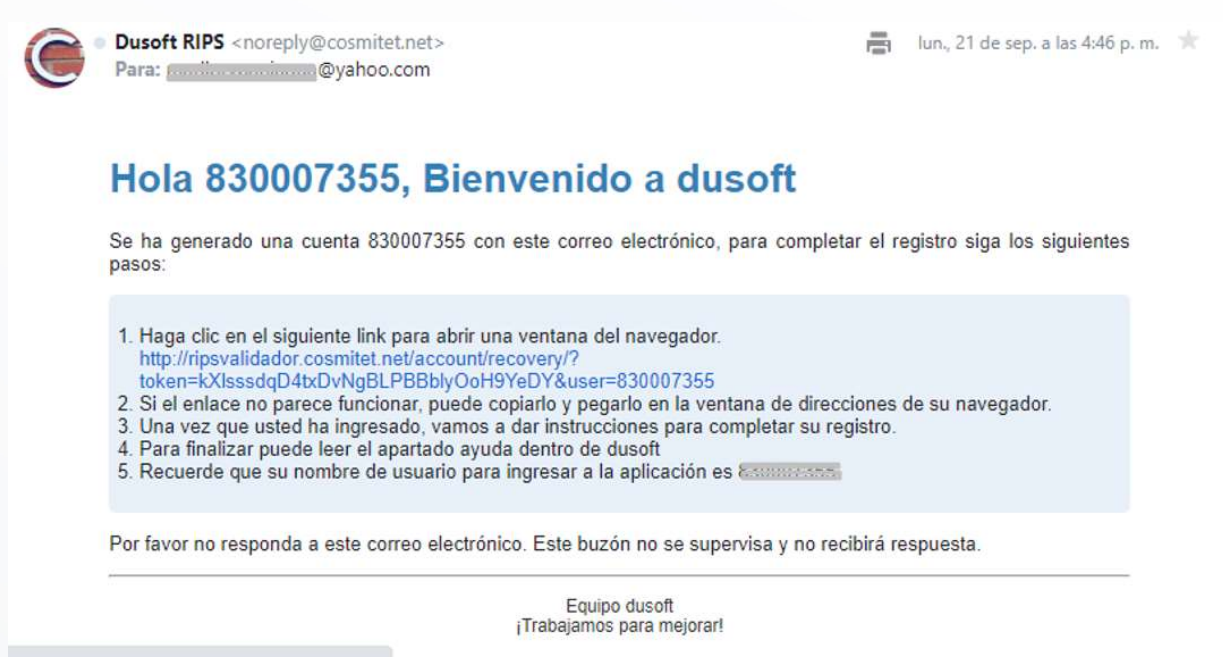 Dusoft RIPS <noreply@cosmitet.net>
lun., 21 de sep. a las 4:46 p. m.
Para: @yahoo.com
Hola 830007355, Bienvenido a dusoft
Se ha generado una cuenta 830007355 con este correo electrónico, para completar el registro siga los siguientes
pasos:
1. Haga clic en el siguiente link para abrir una ventana del navegador.
http://ripsvalidador.cosmitet.net/account/recovery/?
token=kXlsssdqD4txDvNgBLPBBblyOoH9YeDY&user=830007355
2. Si el enlace no parece funcionar, puede copiarlo y pegarlo en la ventana de direcciones de su navegador.
3. Una vez que usted ha ingresado, vamos a dar instrucciones para completar su registro.
4. Para finalizar puede leer el apartado ayuda dentro de dusoft
5. Recuerde que su nombre de usuario para ingresar a la aplicación es
Por favor no responda a este correo electrónico. Este buzón no se supervisa y no recibirá respuesta.
Equipo dusoft
¡Trabajamos para mejorar!